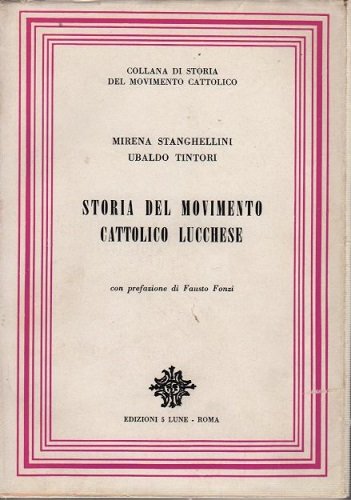 COLLANA DI STORIA
DEL MOVIMENTO CATTOLICO
MIRENA STANGHELLINI
UBALDO TINTORI
STORIA DEL MOVIMENTO
CATTOLICO LUCCHESE
con prefazione di Fausto Fonzi
EDIZIONI 5 LUNE - ROMA